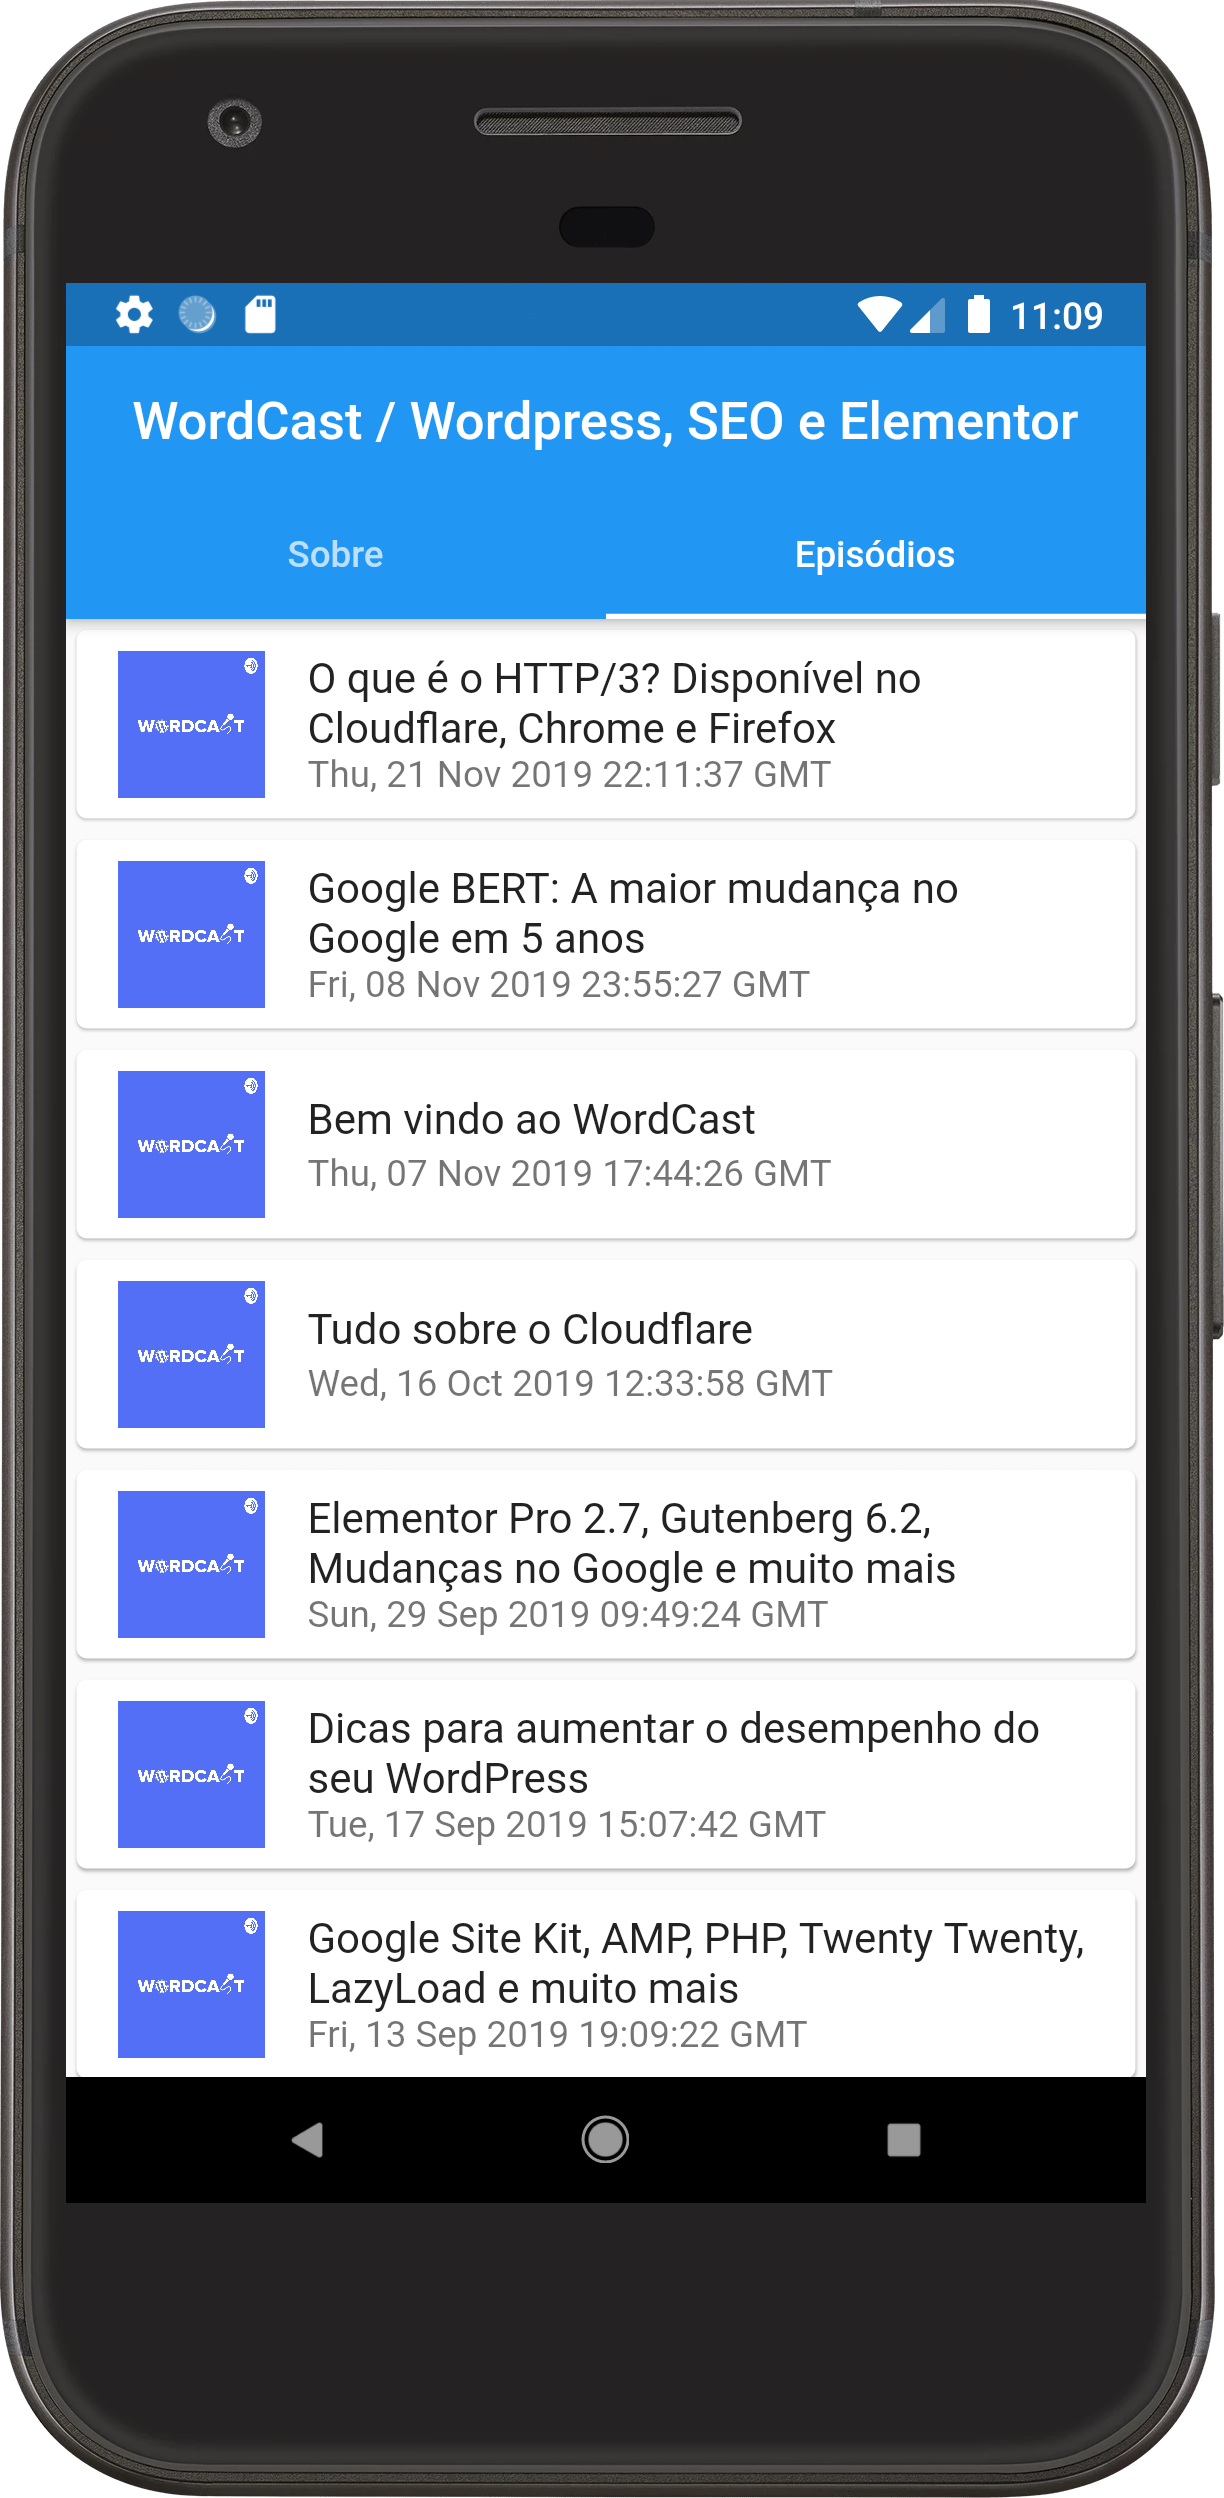 11:09
WordCast / Wordpress, SEO e Elementor
Sobre
Episódios
WORDCAST
O que é o HTTP/3? Disponível no
Cloudflare, Chrome e Firefox
Thu, 21 Nov 2019 22:11:37 GMT
WORDCAST
Google BERT: A maior mudança no
Google em 5 anos
Fri, 08 Nov 2019 23:55:27 GMT
WORDCAST
Bem vindo ao WordCast
Thu, 07 Nov 2019 17:44:26 GMT
WORDCAST
Tudo sobre o Cloudflare
Wed, 16 Oct 2019 12:33:58 GMT
WORDCAST
Elementor Pro 2.7, Gutenberg 6.2,
Mudanças no Google e muito mais
Sun, 29 Sep 2019 09:49:24 GMT
WORDCAST
Dicas para aumentar o desempenho do
seu WordPress
Tue, 17 Sep 2019 15:07:42 GMT
WORDCAST
Google Site Kit, AMP, PHP, Twenty Twenty,
LazyLoad e muito mais
Fri, 13 Sep 2019 19:09:22 GMT